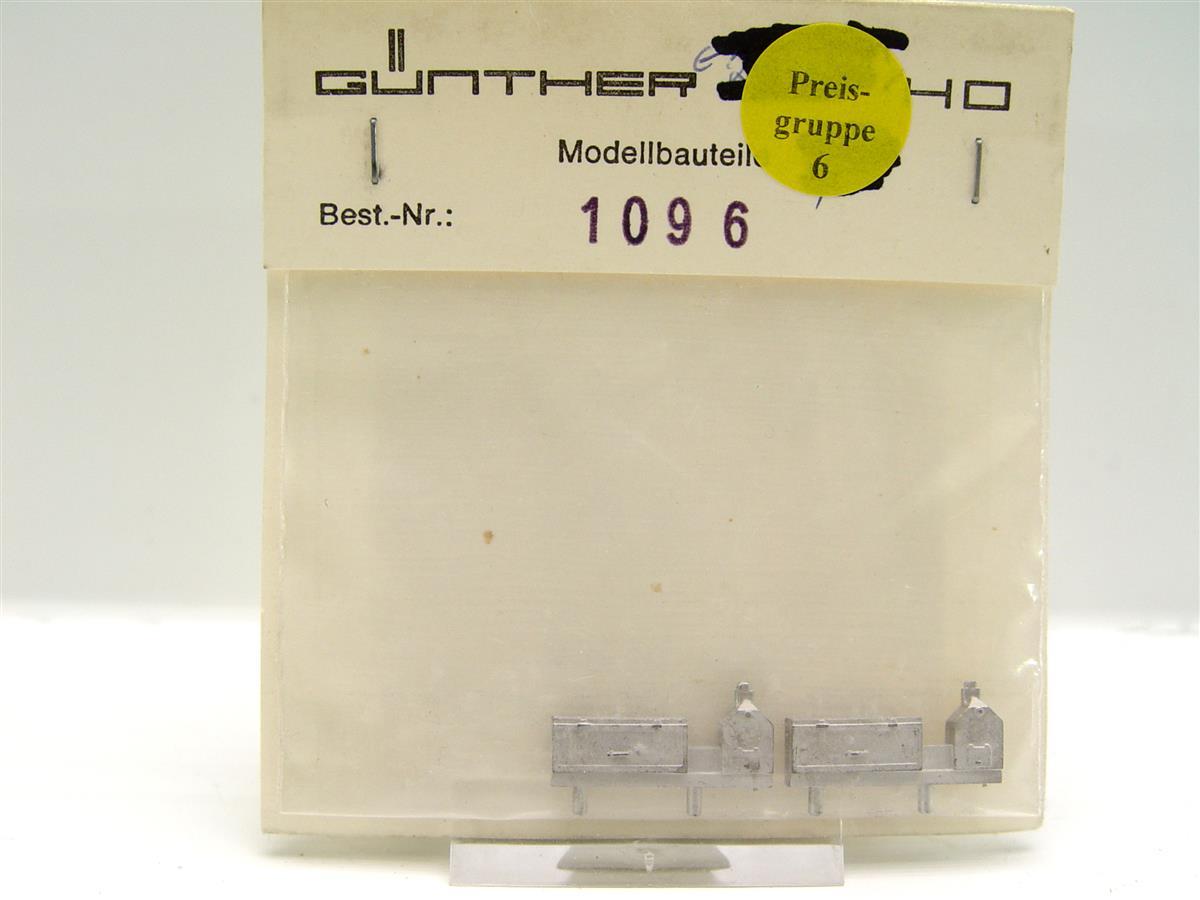 GÜNTHER HO
Preis-
gruppe
6
Modellbauteile
Best.-Nr.: 1096